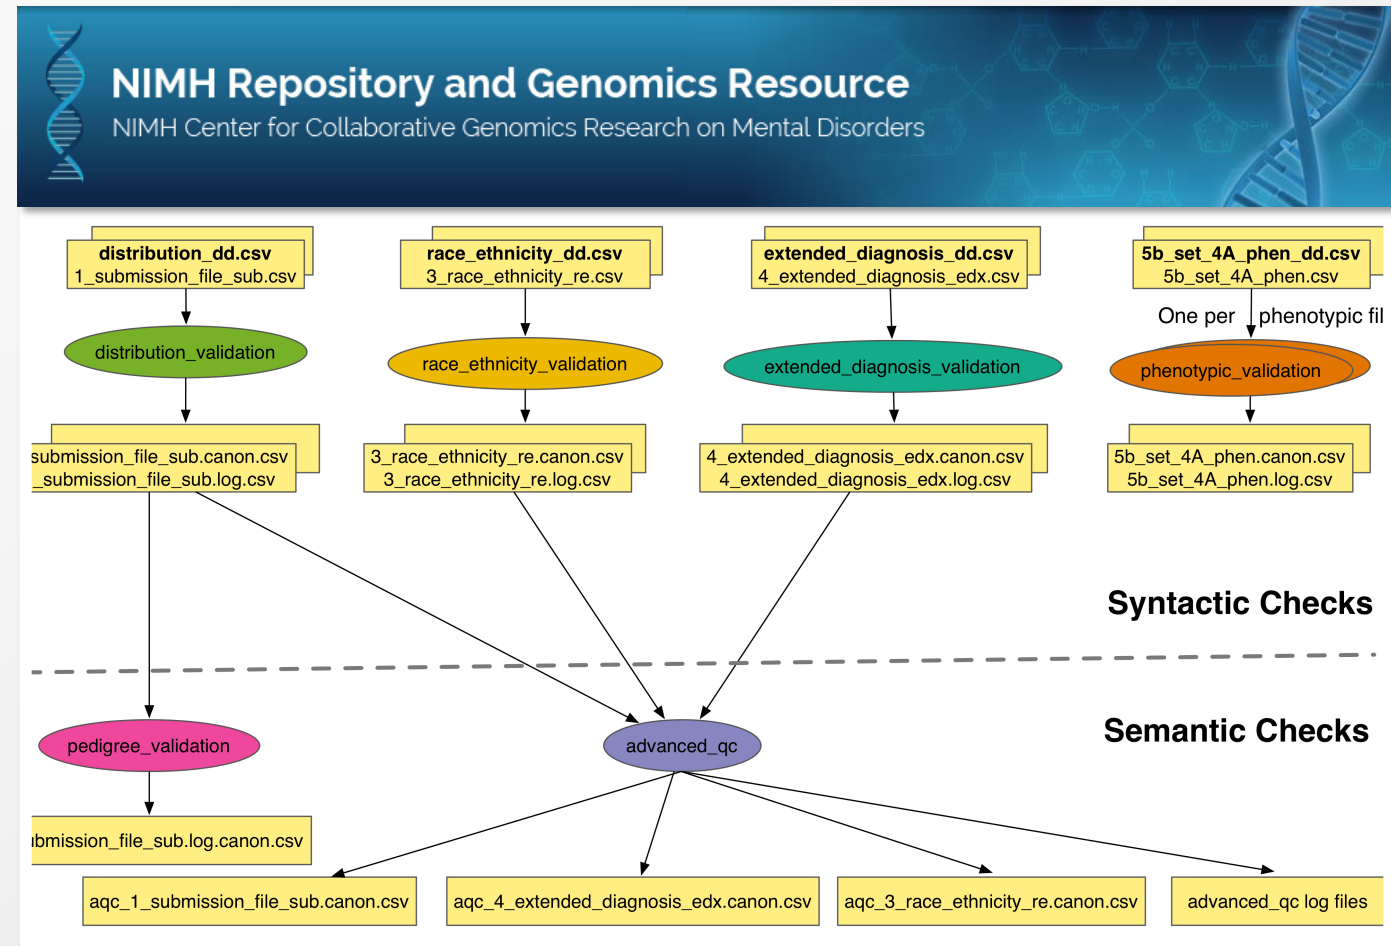 NIMH Repository and Genomics Resource
NIMH Center for Collaborative Genomics Research on Mental Disorders
distribution_dd.csv
1_submission_file_sub.csv
race_ethnicity_dd.csv
3_race_ethnicity_re.csv
extended_diagnosis_dd.csv
4_extended_diagnosis_edx.csv
5b_set_4A_phen_dd.csv
5b_set_4A_phen.csv
One per phenotypic fil
distribution_validation
race_ethnicity_validation
extended_diagnosis_validation
phenotypic_validation
submission_file_sub.canon.csv
_submission_file_sub.log.csv
3_race_ethnicity_re.canon.csv
3_race_ethnicity_re.log.csv
4_extended_diagnosis_edx.canon.csv
4_extended_diagnosis_edx.log.csv
5b_set_4A_phen.canon.csv
5b_set_4A_phen.log.csv
Syntactic Checks
Semantic Checks
pedigree_validation
advanced_qc
ubmission_file_sub.log.canon.csv
aqc_1_submission_file_sub.canon.csv
aqc_4_extended_diagnosis_edx.canon.csv
aqc_3_race_ethnicity_re.canon.csv
advanced_qc log files